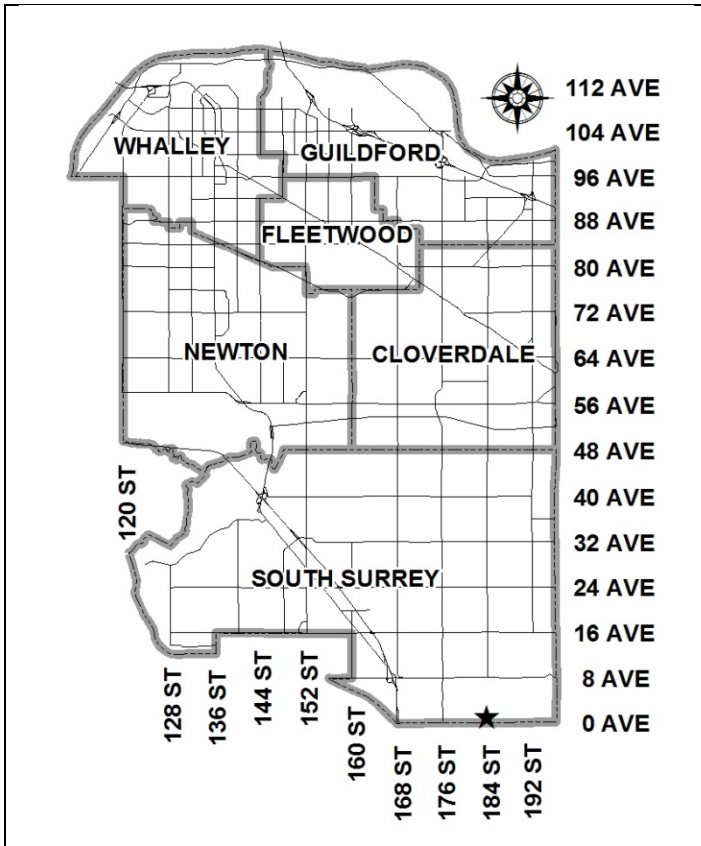 112 AVE
104 AVE
WHALLEY
GUILDFORD
96 AVE
88 AVE
FLEETWOOD
80 AVE
72 AVE
NEWTON
CLOVERDALE
64 AVE
56 AVE
48 AVE
120 ST
40 AVE
32 AVE
SOUTH SURREY
24 AVE
16 AVE
128 ST
136 ST
144 ST
152 ST
160 ST
8 AVE
0 AVE
168 ST
176 ST
184 ST
192 ST